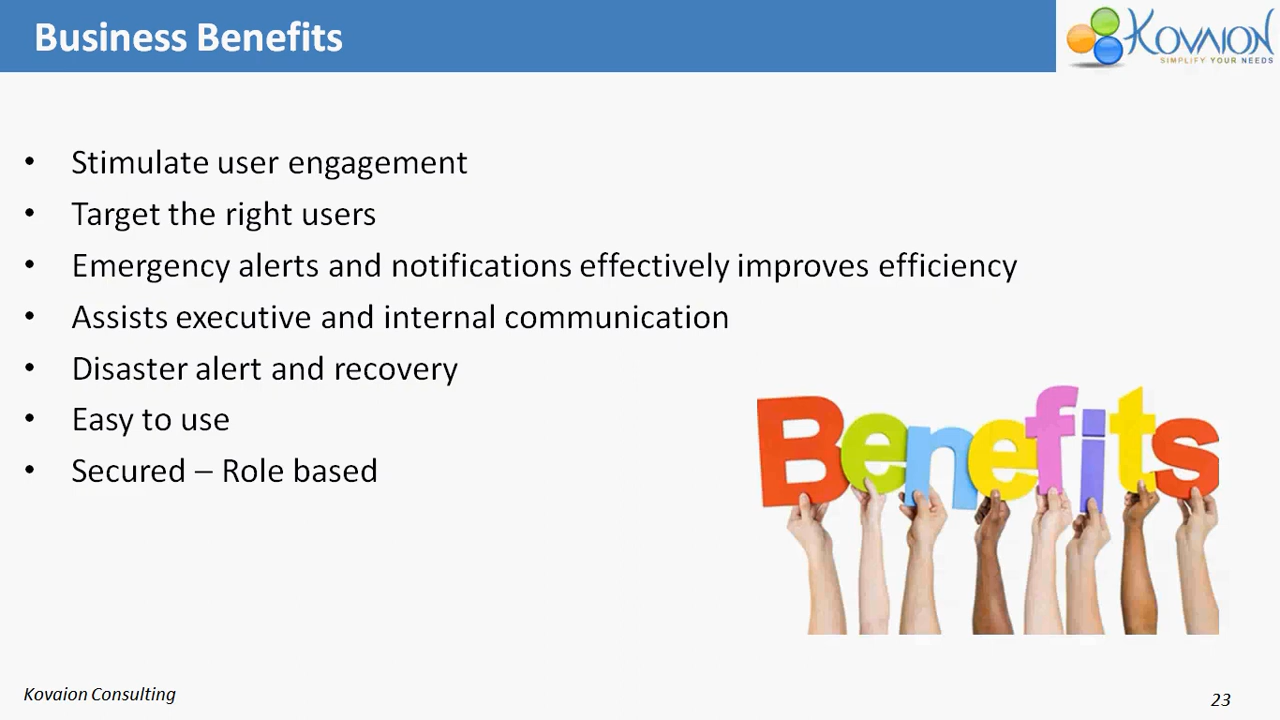 Business Benefits
KOVAION
SIMPLIFY YOUR NEEDS
• Stimulate user engagement
• Target the right users
• Emergency alerts and notifications effectively improves efficiency
• Assists executive and internal communication
• Disaster alert and recovery
• Easy to use
• Secured – Role based
Benefits
Kovaion Consulting
23